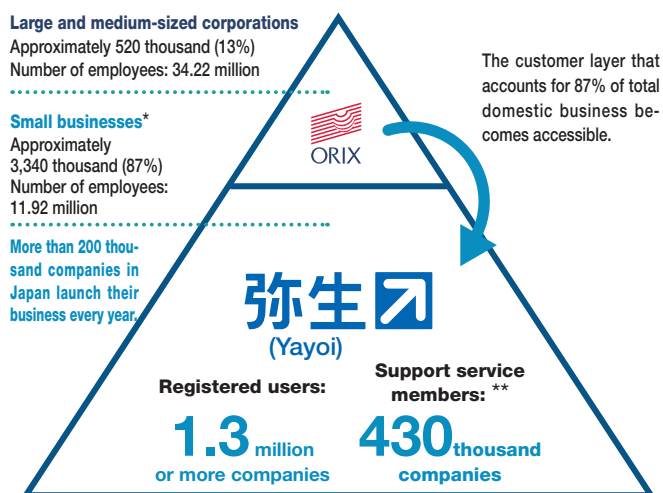 Large and medium-sized corporations
Approximately 520 thousand (13%)
Number of employees: 34.22 million
Small businesses*
Approximately
3,340 thousand (87%)
Number of employees:
11.92 million
More than 200 thou-
sand companies in
Japan launch their
business every year.
ORIX
The customer layer that
accounts for 87% of total
domestic business be-
comes accessible.
弥生
(Yayoi)
Registered users:
1.3 million
or more companies
Support service
members: **
430 thousand
companies